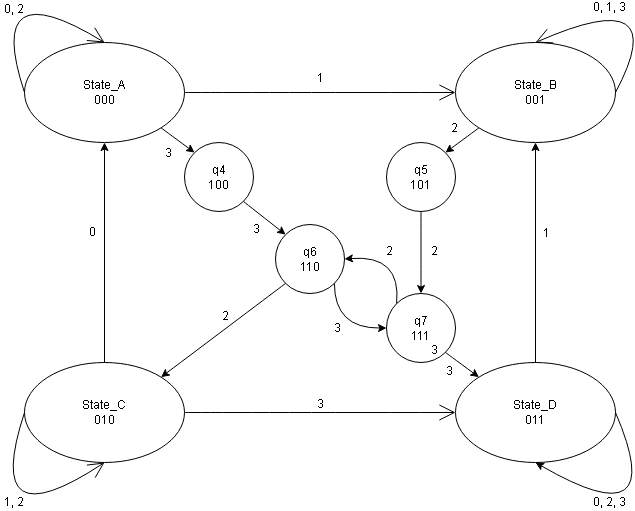 0, 2
0, 1, 3
State_A
000
1
State_B
001
3
2
q4
100
q5
101
3
2
2
0
q6
110
1
2
3
q7
111
3
3
State_C
010
3
State_D
011
1, 2
0, 2, 3